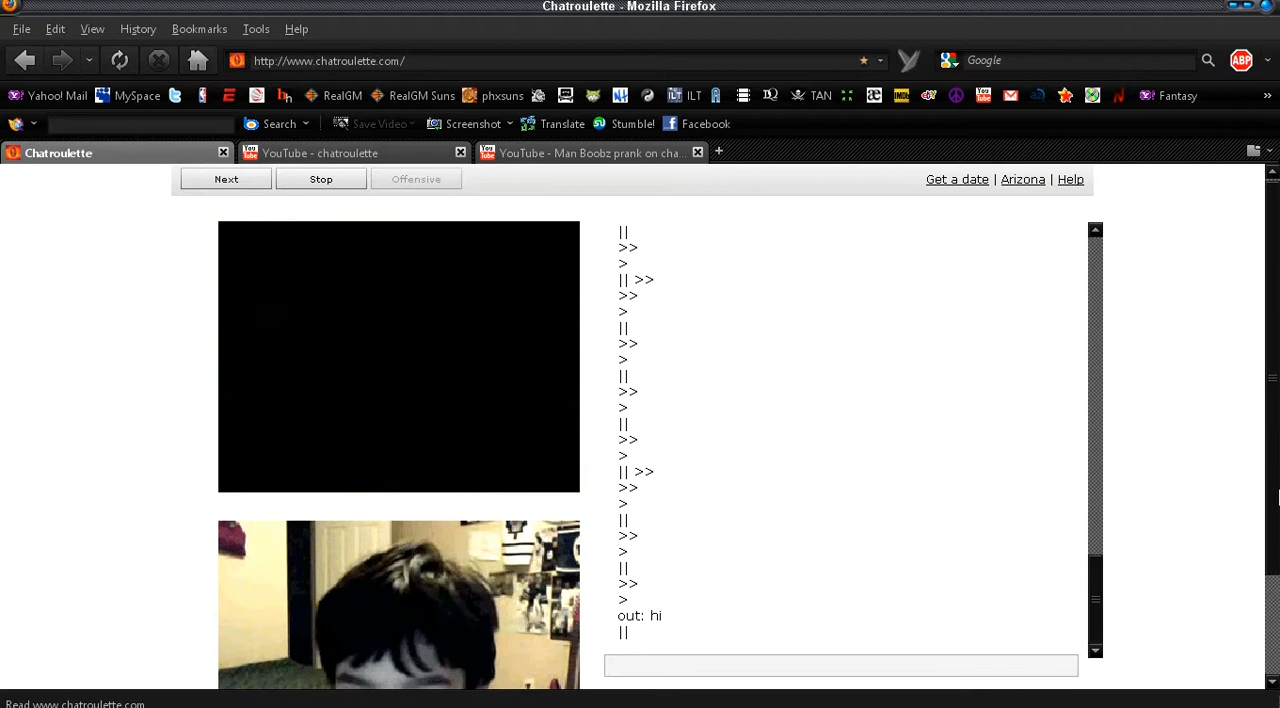 Chatroulette - Mozilla Firefox
File Edit View History Bookmarks Tools Help
http://www.chatroulette.com/ Google ABP
Yahoo! Mail MySpace RealGM RealGM Suns phxsuns ILT TAN IMDb Fantasy »
Search Save Video Screenshot Translate Stumble! Facebook
Chatroulette YouTube - chatroulette YouTube - Man Boobz prank on cha...
Next Stop Offensive Get a date | Arizona | Help
||
>>
>
|| >>
>>
>
||
>>
>
||
>>
>
||
>>
>
|| >>
>>
>
||
>>
>
||
>>
>
out: hi
||
Read www.chatroulette.com